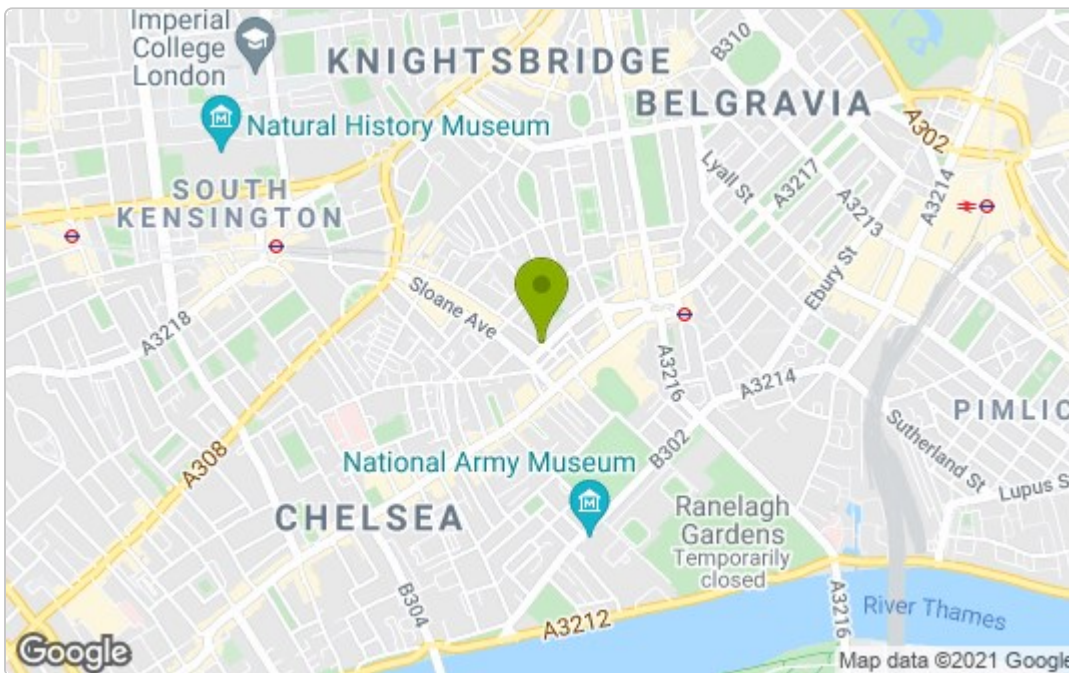 Imperial
College
London
KNIGHTSBRIDGE
B310
BELGRAVIA
Natural History Museum
A302
Lyall St
A3217
A3214
SOUTH
KENSINGTON
A3213
Ebury St
Sloane Ave
A3218
A3216
A3214
PIMLIC
A308
National Army Museum
B302
Sutherland St
Lupus S
CHELSEA
Ranelagh
Gardens
Temporarily
closed
B304
A3212
A3216
River Thames
Google
Map data ©2021 Google